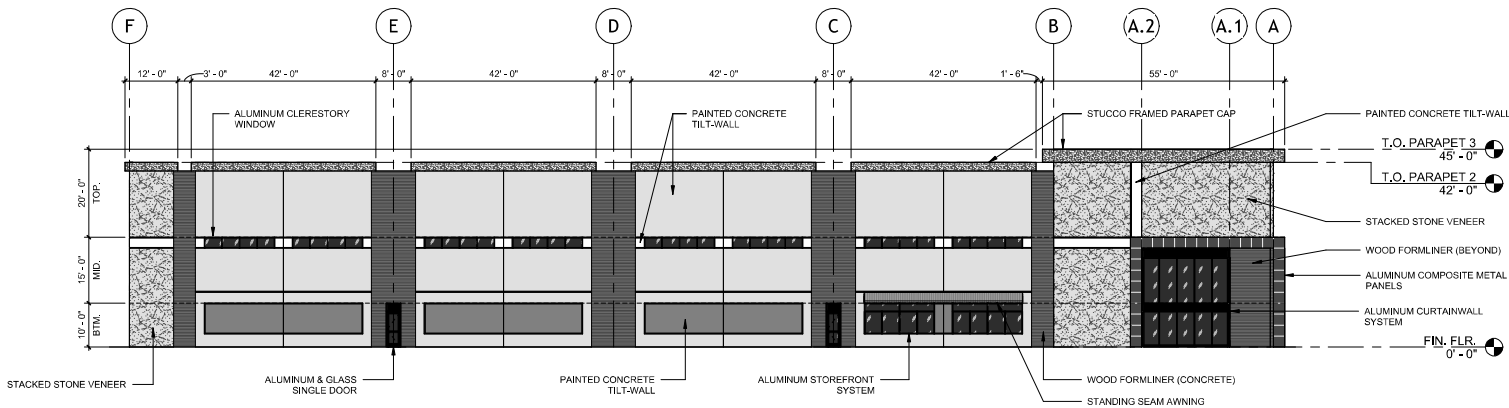 F
E
D
C
B
A.2
A.1
A
12' - 0"
3' - 0"
42' - 0"
8' - 0"
42' - 0"
8' - 0"
42' - 0"
8' - 0"
42' - 0"
1' - 6"
55' - 0"
ALUMINUM CLERESTORY
WINDOW
PAINTED CONCRETE
TILT-WALL
STUCCO FRAMED PARAPET CAP
PAINTED CONCRETE TILT-WALL
T.O. PARAPET 3
45' - 0"
T.O. PARAPET 2
42' - 0"
STACKED STONE VENEER
WOOD FORMLINER (BEYOND)
ALUMINUM COMPOSITE METAL
PANELS
ALUMINUM CURTAINWALL
SYSTEM
FIN. FLR.
0' - 0"
20' - 0"
TOP.
15' - 0"
MID.
10' - 0"
BTM.
STACKED STONE VENEER
ALUMINUM & GLASS
SINGLE DOOR
PAINTED CONCRETE
TILT-WALL
ALUMINUM STOREFRONT
SYSTEM
WOOD FORMLINER (CONCRETE)
STANDING SEAM AWNING